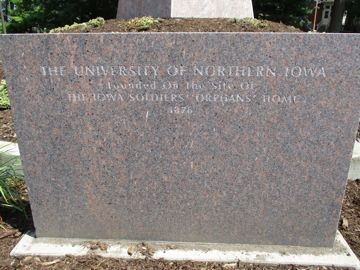 THE UNIVERSITY OF NORTHERN IOWA
Founded On the Site Of
THE IOWA SOLDIERS' ORPHANS' HOME
1876